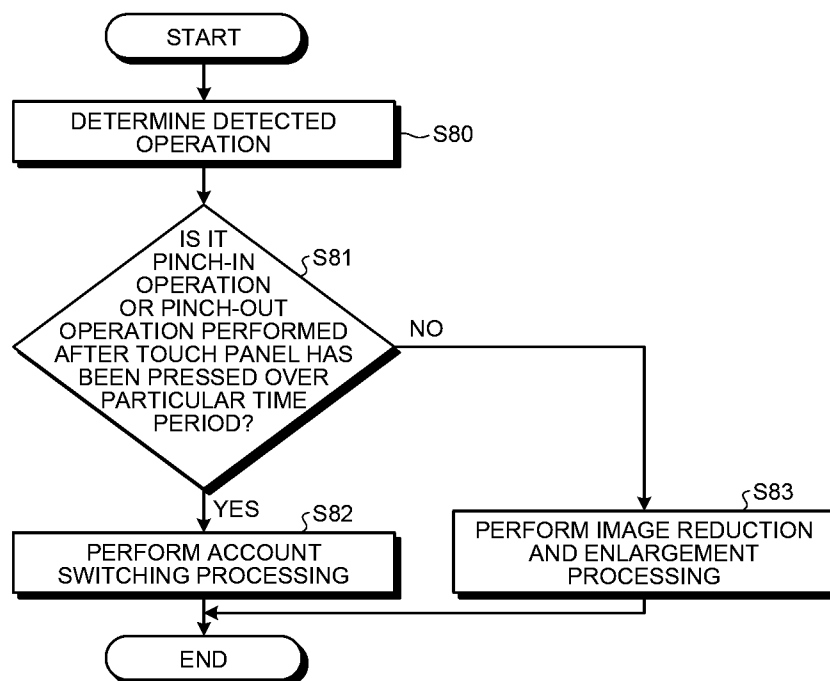 START
DETERMINE DETECTED
OPERATION
S80
IS IT
PINCH-IN
OPERATION
OR PINCH-OUT
OPERATION PERFORMED
AFTER TOUCH PANEL HAS
BEEN PRESSED OVER
PARTICULAR TIME
PERIOD?
S81
NO
YES
S82
PERFORM ACCOUNT
SWITCHING PROCESSING
S83
PERFORM IMAGE REDUCTION
AND ENLARGEMENT
PROCESSING
END